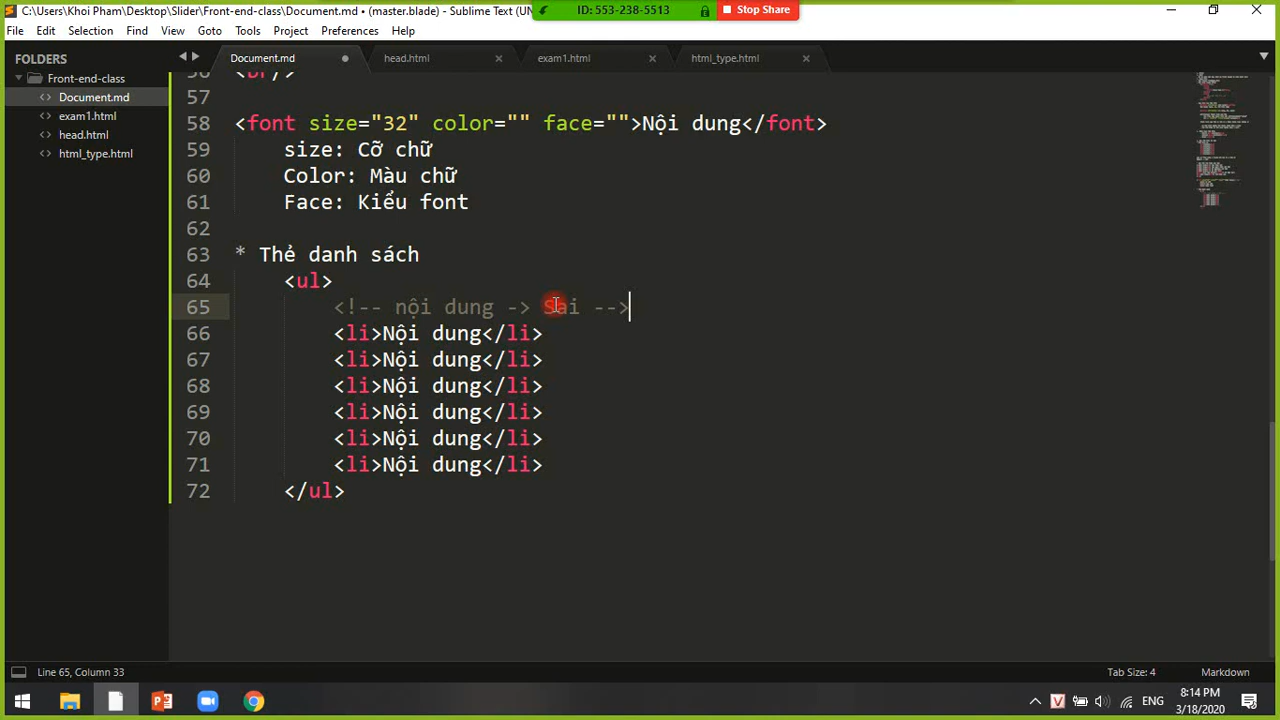 C:\Users\Khoi Pham\Desktop\Slider\Front-end-class\Document.md • (master.blade) - Sublime Text (UN
ID: 553-238-5513
Stop Share
File Edit Selection Find View Goto Tools Project Preferences Help
FOLDERS
Front-end-class
Document.md
exam1.html
head.html
html_type.html
Document.md head.html exam1.html html_type.html
56 <br/>
57
58 <font size="32" color="" face="">Nội dung</font>
59 size: Cỡ chữ
60 Color: Màu chữ
61 Face: Kiểu font
62
63 * Thẻ danh sách
64 <ul>
65 <!-- nội dung -> Sai -->
66 <li>Nội dung</li>
67 <li>Nội dung</li>
68 <li>Nội dung</li>
69 <li>Nội dung</li>
70 <li>Nội dung</li>
71 <li>Nội dung</li>
72 </ul>
Line 65, Column 33
Tab Size: 4
Markdown
ENG
8:14 PM
3/18/2020